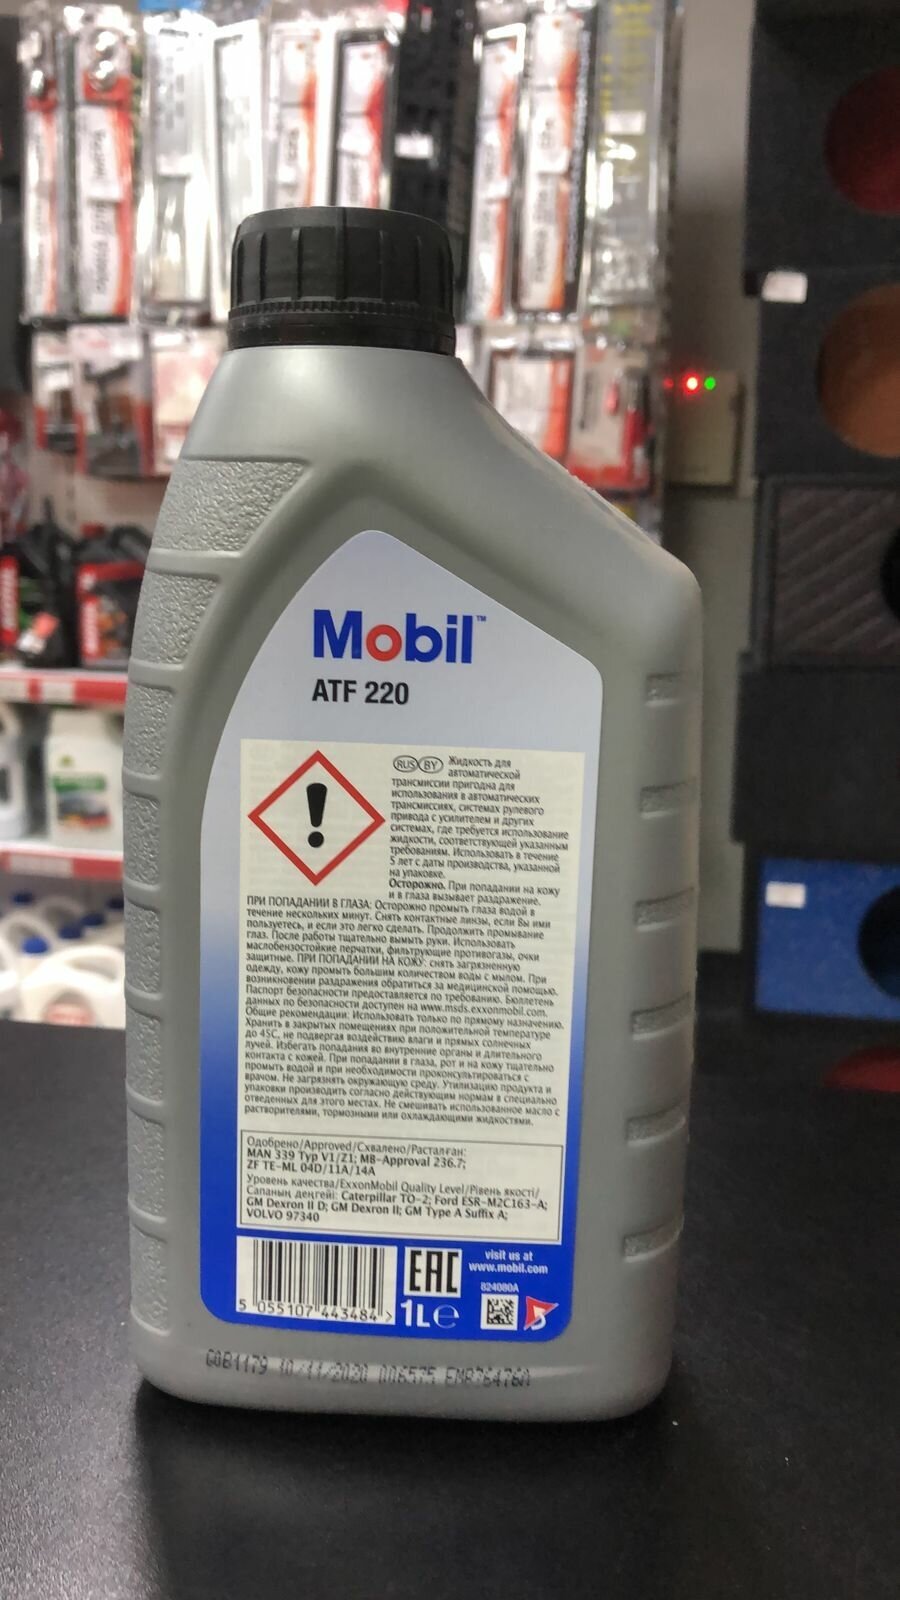 Mobil™
ATF 220
RUS BY Жидкость для
автоматической
трансмиссии пригодна для
использования в автоматических
трансмиссиях, системах рулевого
привода с усилителем и других
системах, где требуется использование
жидкости, соответствующей указанным
требованиям. Использовать в течение
5 лет с даты производства, указанной
на упаковке.
Осторожно. При попадании на кожу
и в глаза вызывает раздражение.
ПРИ ПОПАДАНИИ В ГЛАЗА: Осторожно промыть глаза водой в
течение нескольких минут. Снять контактные линзы, если Вы ими
пользуетесь, и если это легко сделать. Продолжить промывание
глаз. После работы тщательно вымыть руки. Использовать
маслобензостойкие перчатки, фильтрующие противогазы, очки
защитные. ПРИ ПОПАДАНИИ НА КОЖУ: снять загрязненную
одежду, кожу промыть большим количеством воды с мылом. При
возникновении раздражения обратиться за медицинской помощью.
Паспорт безопасности предоставляется по требованию. Бюллетень
данных по безопасности доступен на www.msds.exxonmobil.com.
Общие рекомендации: Использовать только по прямому назначению.
Хранить в закрытых помещениях при положительной температуре
до 45С, не подвергая воздействию влаги и прямых солнечных
лучей. Избегать попадания во внутренние органы и длительного
контакта с кожей. При попадании в глаза, рот и на кожу тщательно
промыть водой и при необходимости проконсультироваться с
врачом. Не загрязнять окружающую среду. Утилизацию продукта и
упаковки производить согласно действующим нормам в специально
отведенных для этого местах. Не смешивать использованное масло с
растворителями, тормозными или охлаждающими жидкостями.
Одобрено/Approved/Схвалено/Расталған:
MAN 339 Typ V1/Z1; MB-Approval 236.7;
ZF TE-ML 04D/11A/14A
Уровень качества/ExxonMobil Quality Level/Рівень якості/
Сапаның деңгейі: Caterpillar TO-2; Ford ESR-M2C163-A;
GM Dexron II D; GM Dexron II; GM Type A Suffix A;
VOLVO 97340
5 055107 443484 >
EAC
1L℮
visit us at
www.mobil.com
824080A
G0B1179 10/11/2020 006575 EMB76476A